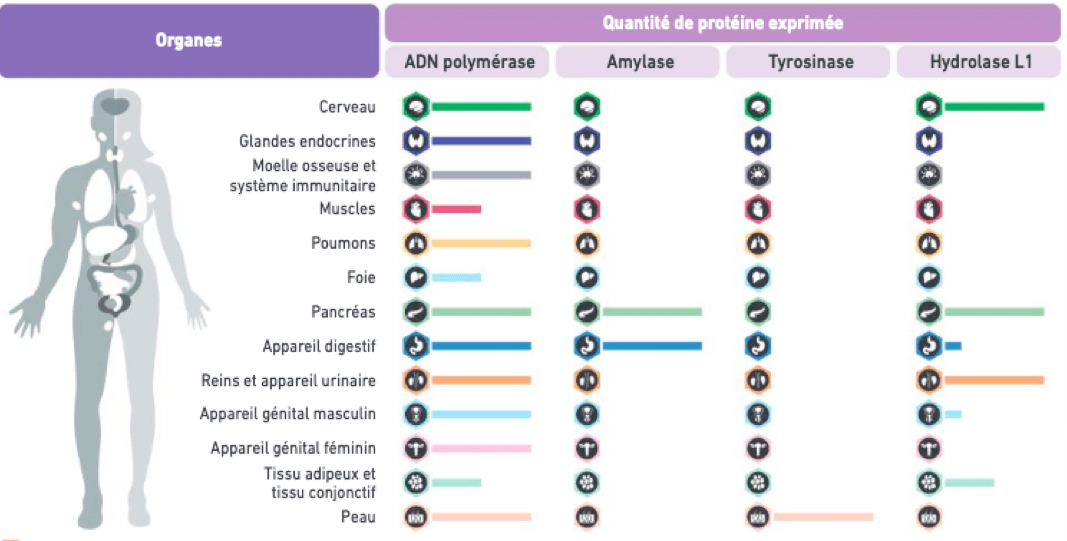 Organes
Quantité de protéine exprimée
ADN polymérase
Amylase
Tyrosinase
Hydrolase L1
Cerveau
Glandes endocrines
Moelle osseuse et
système immunitaire
Muscles
Poumons
Foie
Pancréas
Appareil digestif
Reins et appareil urinaire
Appareil génital masculin
Appareil génital féminin
Tissu adipeux et
tissu conjonctif
Peau